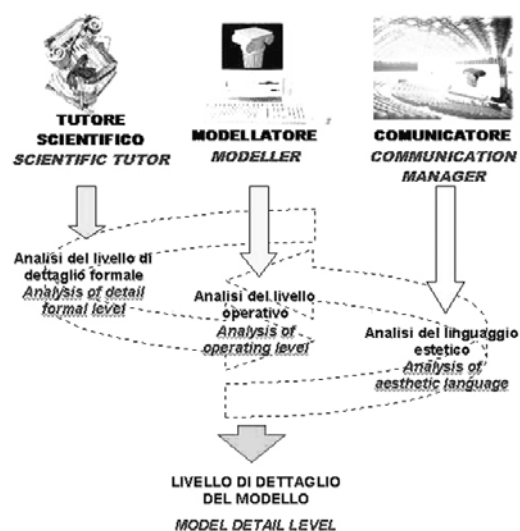 TUTORE
SCIENTIFICO
SCIENTIFIC TUTOR
MODELLATORE
MODELLER
COMUNICATORE
COMMUNICATION
MANAGER
Analisi del livello di
dettaglio formale
Analysis of detail
formal level
Analisi del livello
operativo
Analysis of
operating level
Analisi del linguaggio
estetico
Analysis of
aesthetic language
LIVELLO DI DETTAGLIO
DEL MODELLO
MODEL DETAIL LEVEL